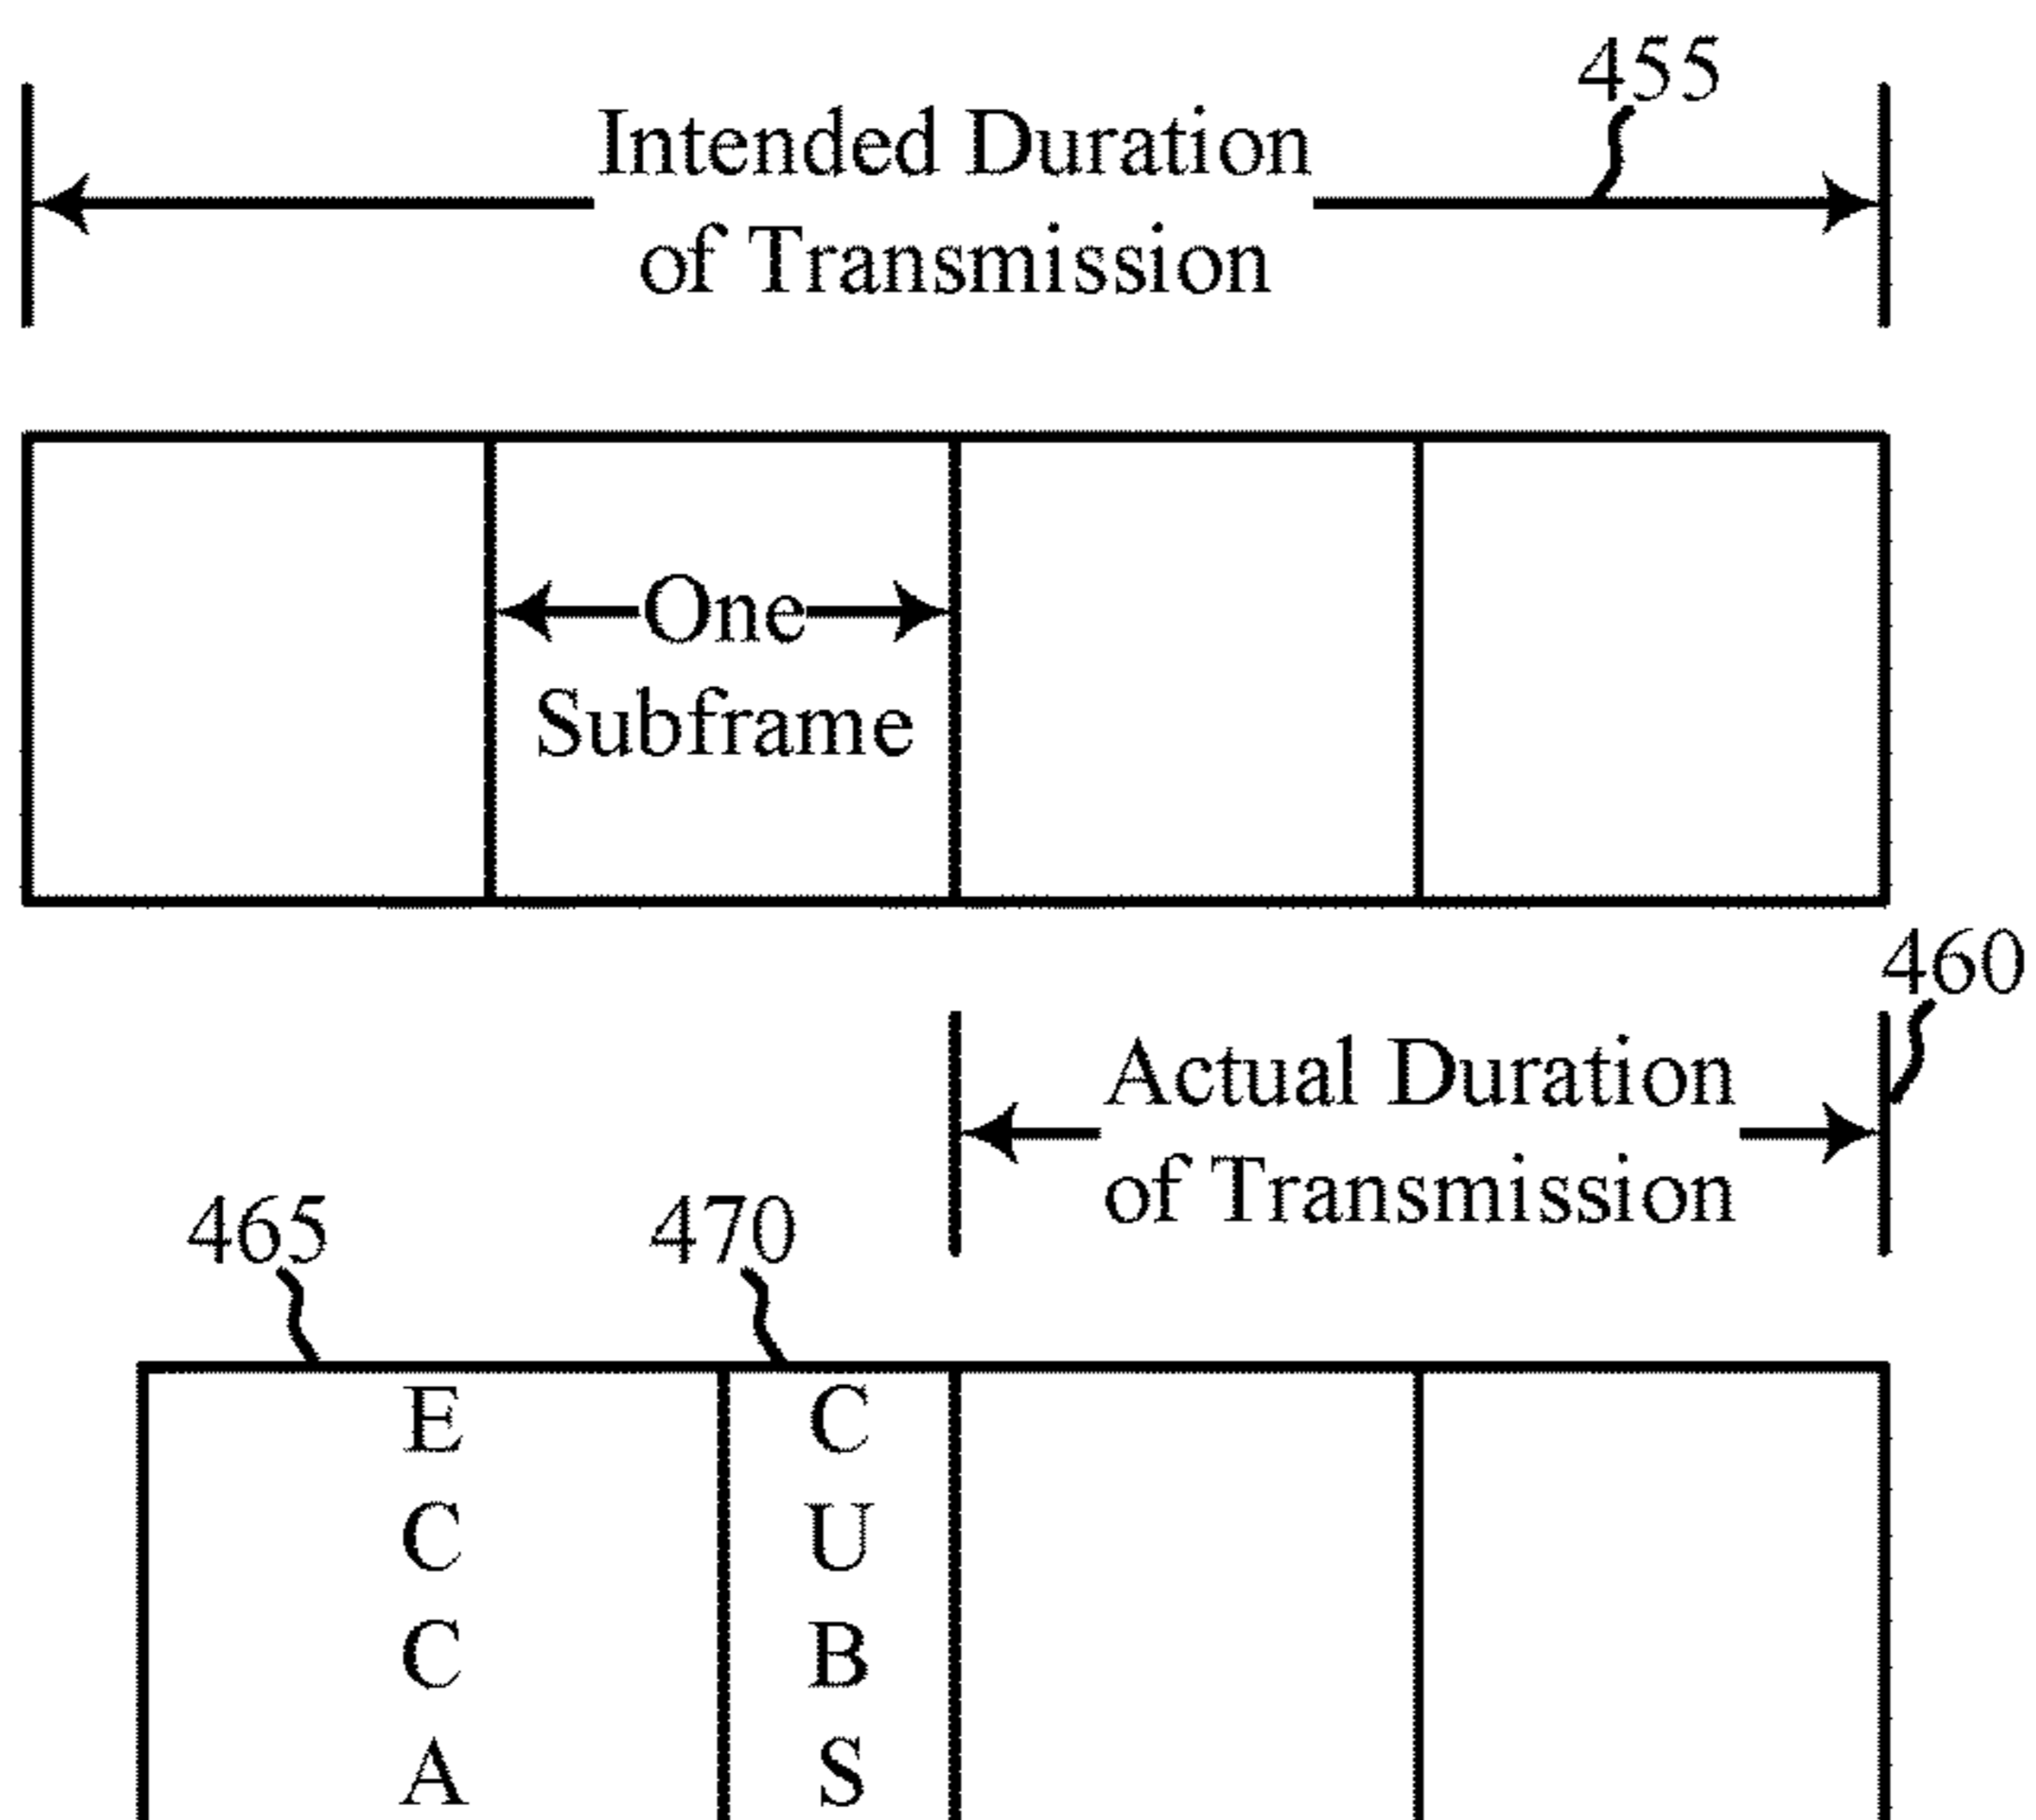 455
Intended Duration
of Transmission
One
Subframe
460
Actual Duration
of Transmission
465
470
E
C
C
A
C
U
B
S